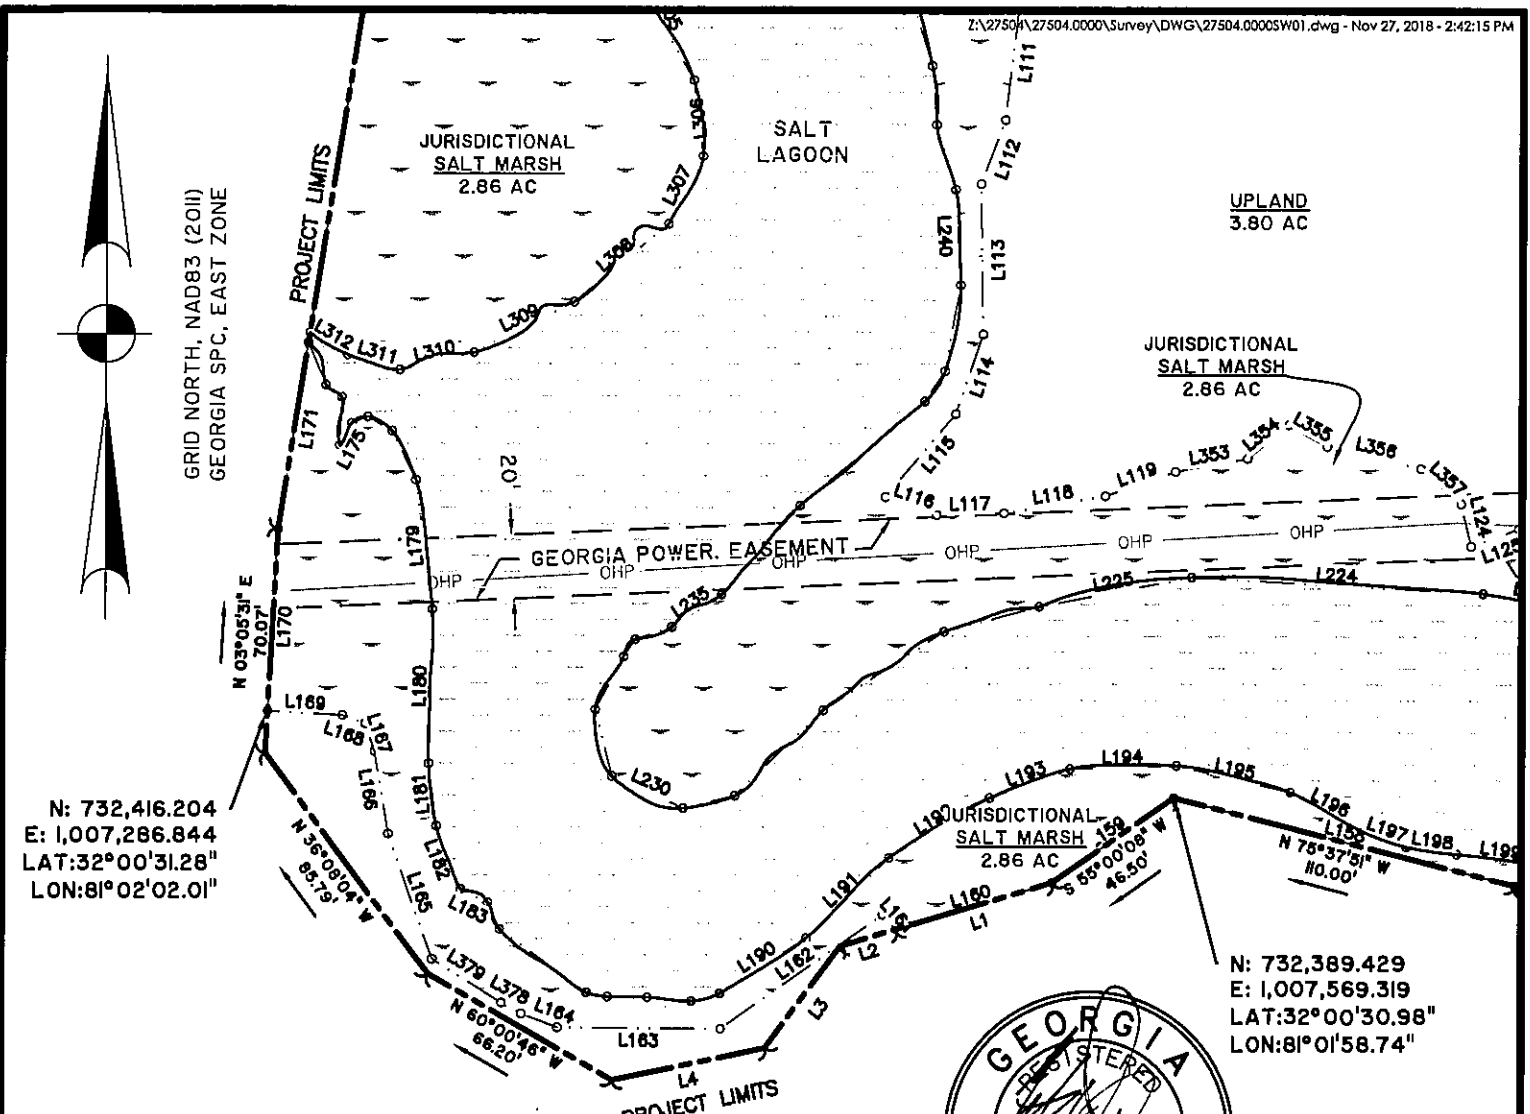 Z:\27504\27504.0000\Survey\DWG\27504.0000SW01.dwg - Nov 27, 2018 - 2:42:15 PM
L111
L306
SALT
LAGOON
JURISDICTIONAL
SALT MARSH
2.86 AC
L112
PROJECT LIMITS
L307
UPLAND
3.80 AC
GRID NORTH, NAD83 (2011)
GEORGIA SPC, EAST ZONE
L308
L240
L113
L309
L312
L311
L310
JURISDICTIONAL
SALT MARSH
2.86 AC
L114
L171
L175
L115
L354
L355
L356
L353
L119
L357
20'
L116
L117
L118
L124
L125
L179
GEORGIA POWER. EASEMENT
OHP
OHP
OHP
OHP
OHP
OHP
L225
L224
L235
N 03°05'31" E
70.07'
L170
L180
L169
L168
L167
L166
L181
L230
L193
L194
L195
L196
L197
L198
L199
N: 732,416.204
E: 1,007,286.844
LAT:32°00'31.28"
LON:81°02'02.01"
JURISDICTIONAL
SALT MARSH
2.86 AC
S 55°00'08" W
46.50'
N 75°37'51" W
110.00'
N 36°08'04" W
85.79'
L182
L183
L165
L191
L160
L1
L2
L190
L162
L3
L379
L378
L164
L163
N 60°00'46" W
66.20'
L4
PROJECT LIMITS
N: 732,389.429
E: 1,007,569.319
LAT:32°00'30.98"
LON:81°01'58.74"
GEORGIA
REGISTERED